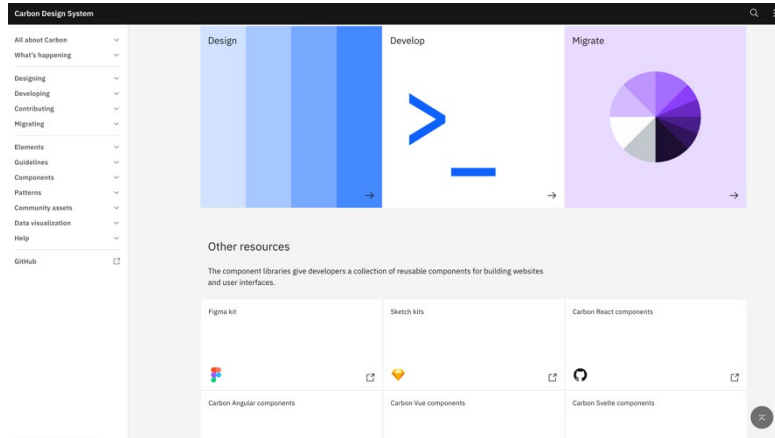 Carbon Design System
All about Carbon
What's happening
Designing
Developing
Contributing
Migrating
Elements
Guidelines
Components
Patterns
Community assets
Data visualization
Help
GitHub
Design
Develop
>_
Migrate
Other resources
The component libraries give developers a collection of reusable components for building websites
and user interfaces.
Figma kit
Sketch kits
Carbon React components
Carbon Angular components
Carbon Vue components
Carbon Svelte components